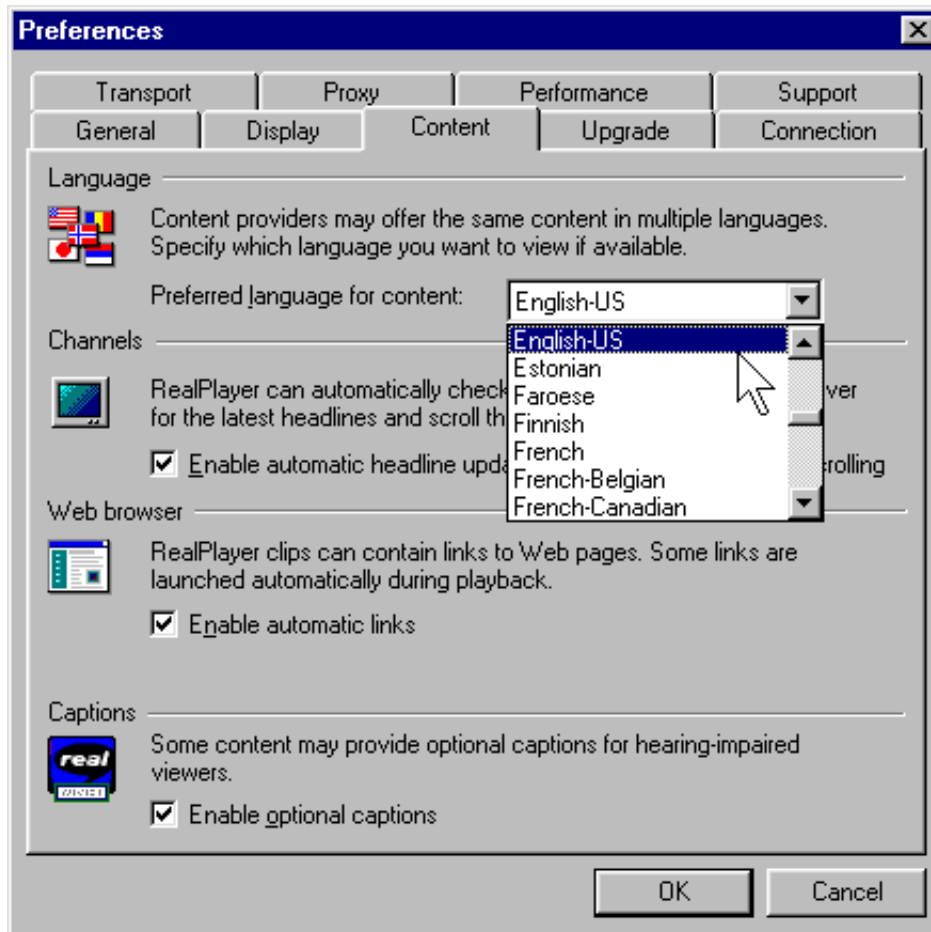 Preferences
Transport Proxy Performance Support
General Display Content Upgrade Connection
Language
Content providers may offer the same content in multiple languages.
Specify which language you want to view if available.
Preferred language for content: English-US
English-US
Estonian
Faroese
Finnish
French
French-Belgian
French-Canadian
Channels
RealPlayer can automatically check ver
for the latest headlines and scroll th
Enable automatic headline upda rolling
Web browser
RealPlayer clips can contain links to Web pages. Some links are
launched automatically during playback.
Enable automatic links
Captions
real
Some content may provide optional captions for hearing-impaired
viewers.
Enable optional captions
OK Cancel